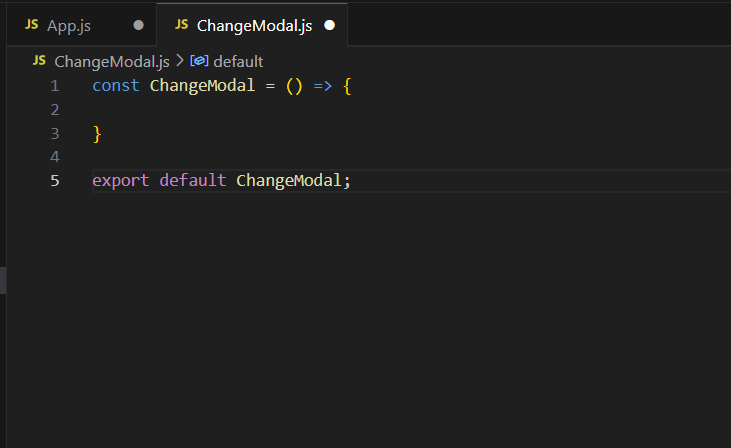 JS App.js JS ChangeModal.js
JS ChangeModal.js > default
1 const ChangeModal = () => {
2
3 }
4
5 export default ChangeModal;